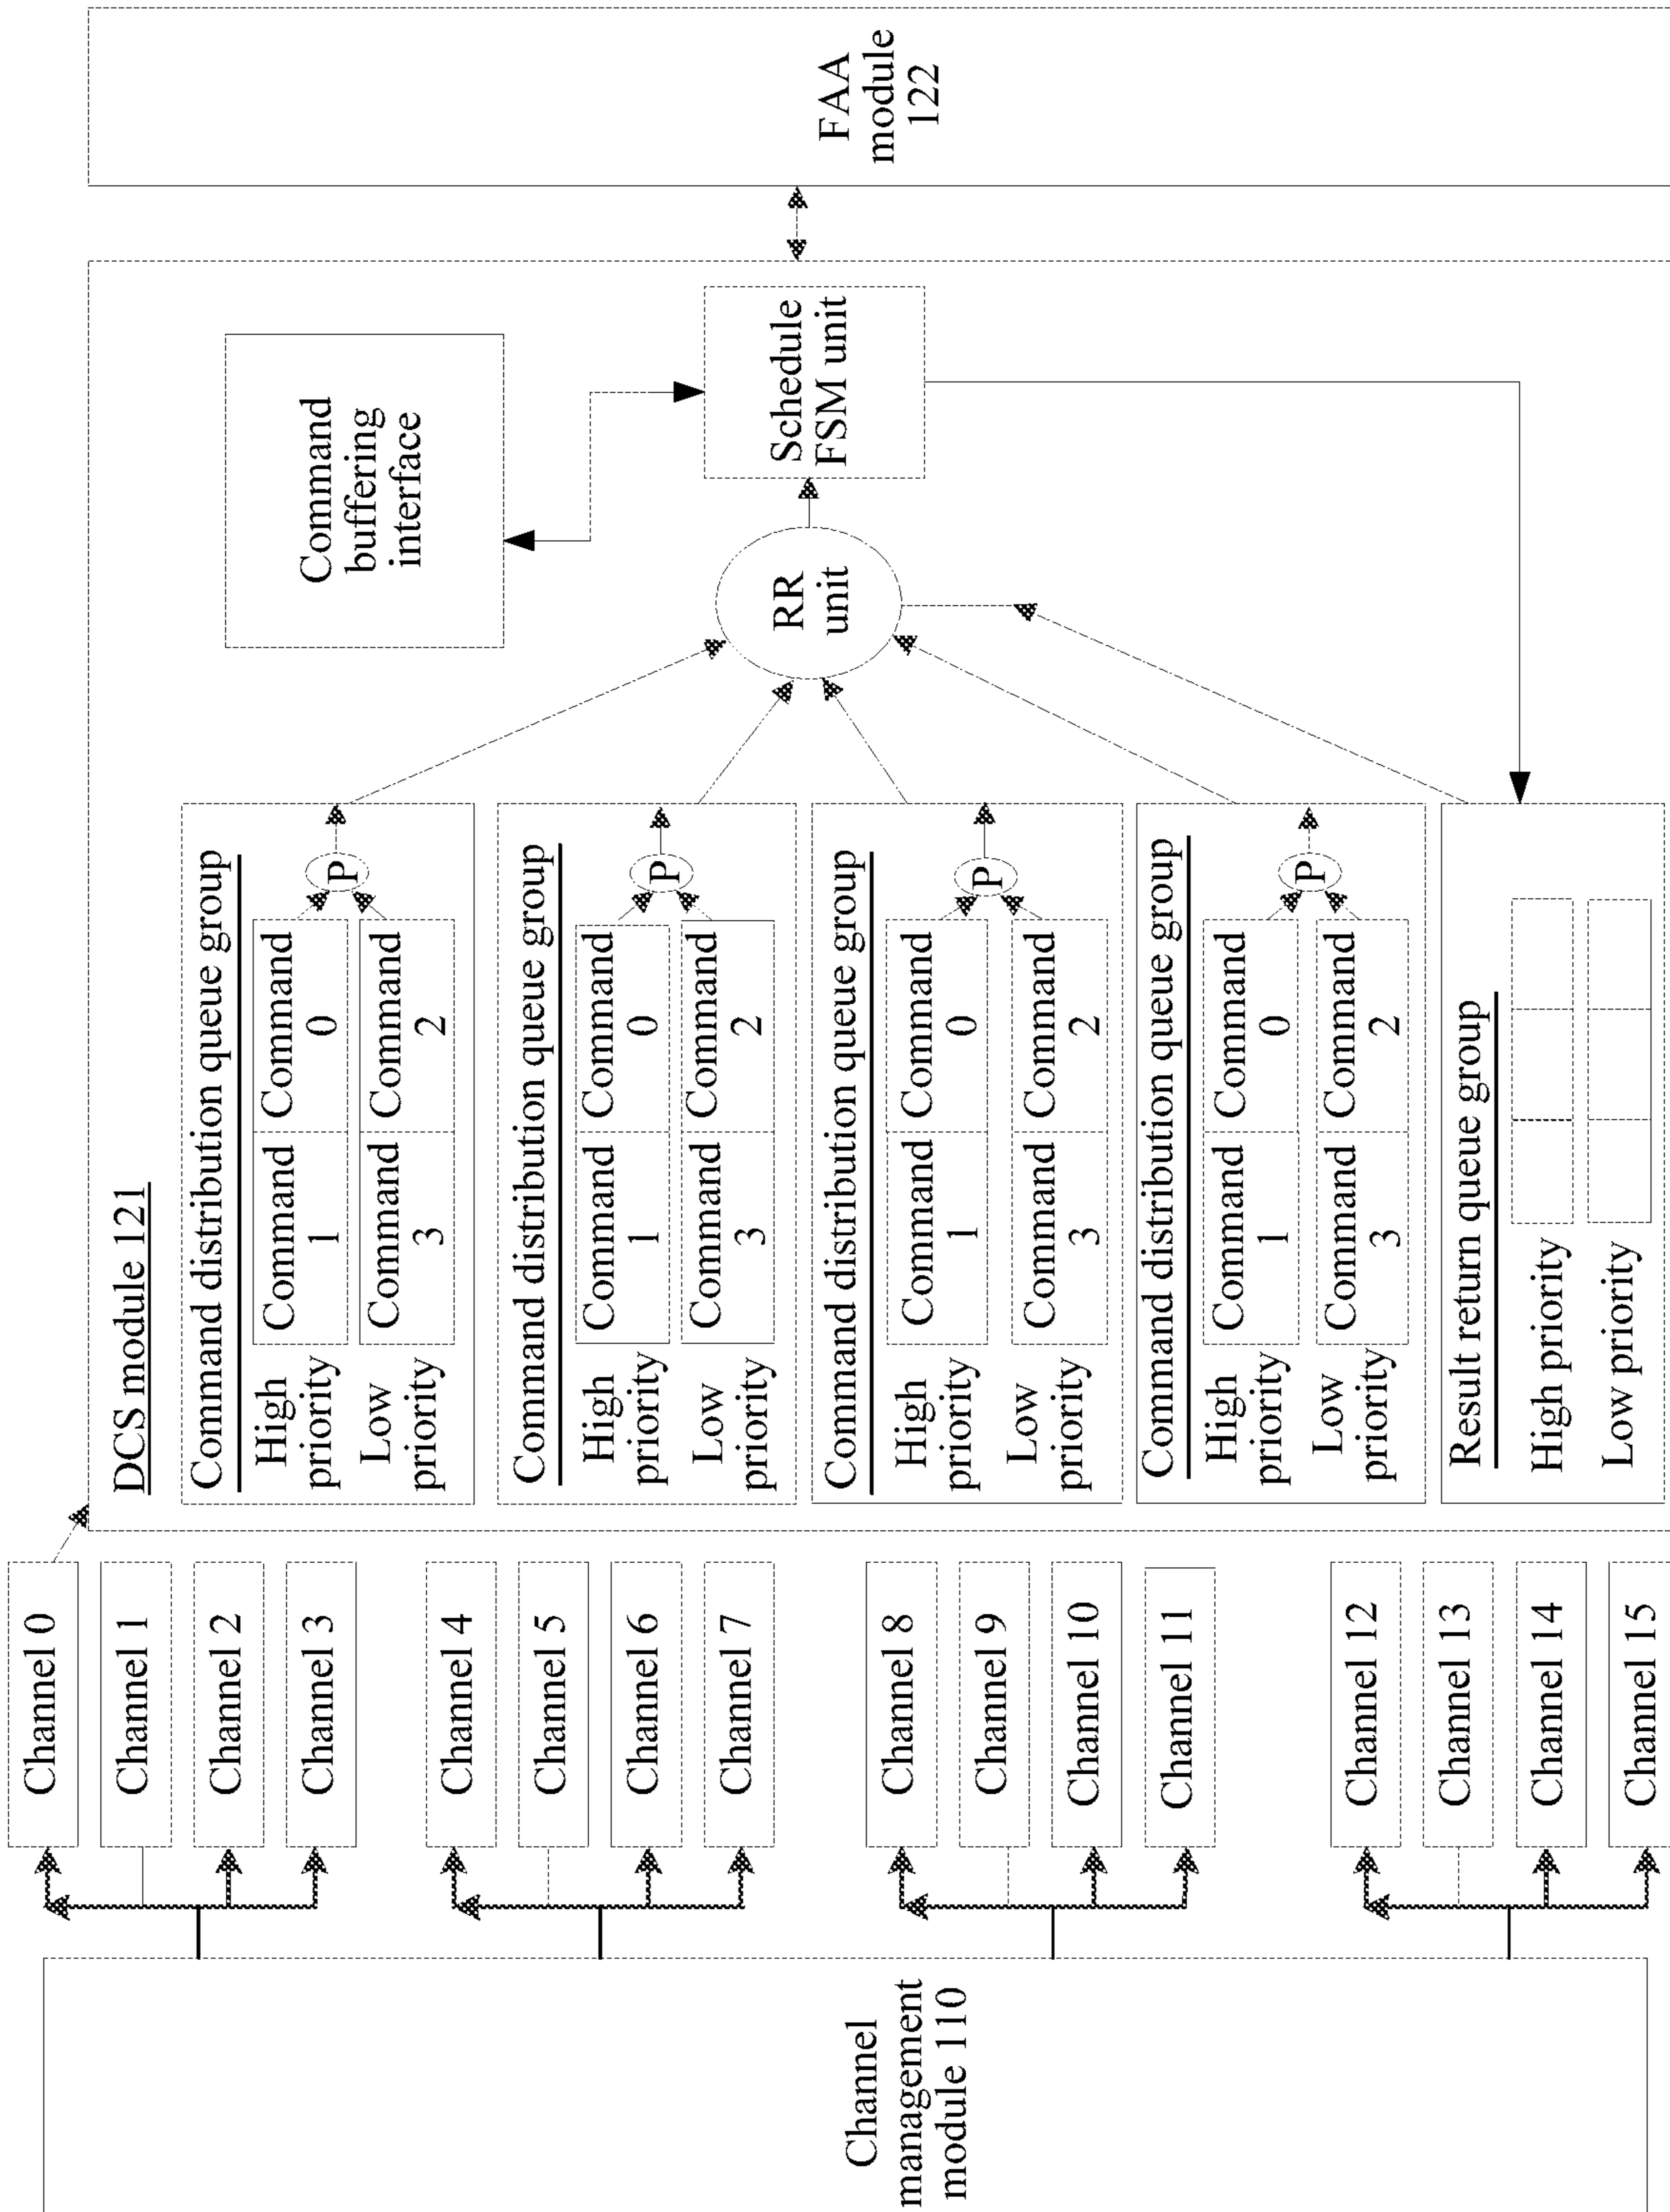 Channel
management
module 110
Channel 0
Channel 1
Channel 2
Channel 3
Channel 4
Channel 5
Channel 6
Channel 7
Channel 8
Channel 9
Channel 10
Channel 11
Channel 12
Channel 13
Channel 14
Channel 15
DCS module 121
Command distribution queue group
High
priority
Command
1
Command
0
Low
priority
Command
3
Command
2
P
Command distribution queue group
High
priority
Command
1
Command
0
Low
priority
Command
3
Command
2
P
Command distribution queue group
High
priority
Command
1
Command
0
Low
priority
Command
3
Command
2
P
Command distribution queue group
High
priority
Command
1
Command
0
Low
priority
Command
3
Command
2
P
Result return queue group
High priority
Low priority
RR
unit
Command
buffering
interface
Schedule
FSM unit
FAA
module
122